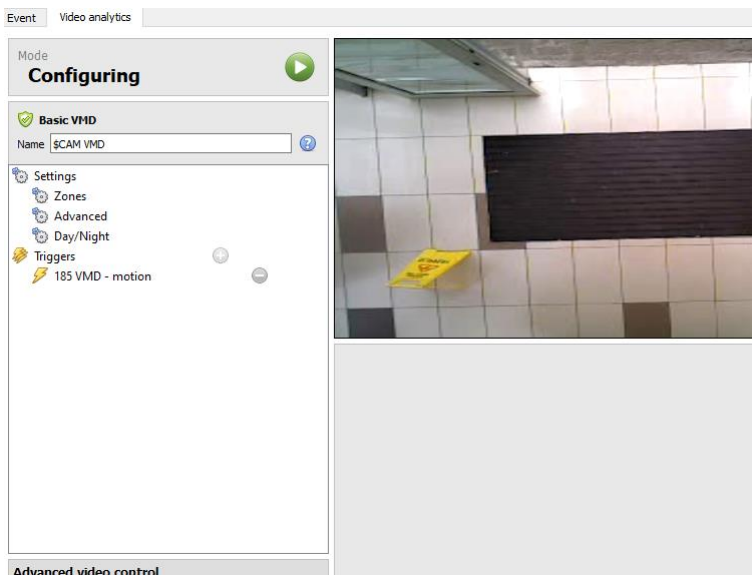 Event
Video analytics
Mode
Configuring
Basic VMD
Name $CAM VMD
Settings
Zones
Advanced
Day/Night
Triggers
185 VMD - motion
Advanced video control